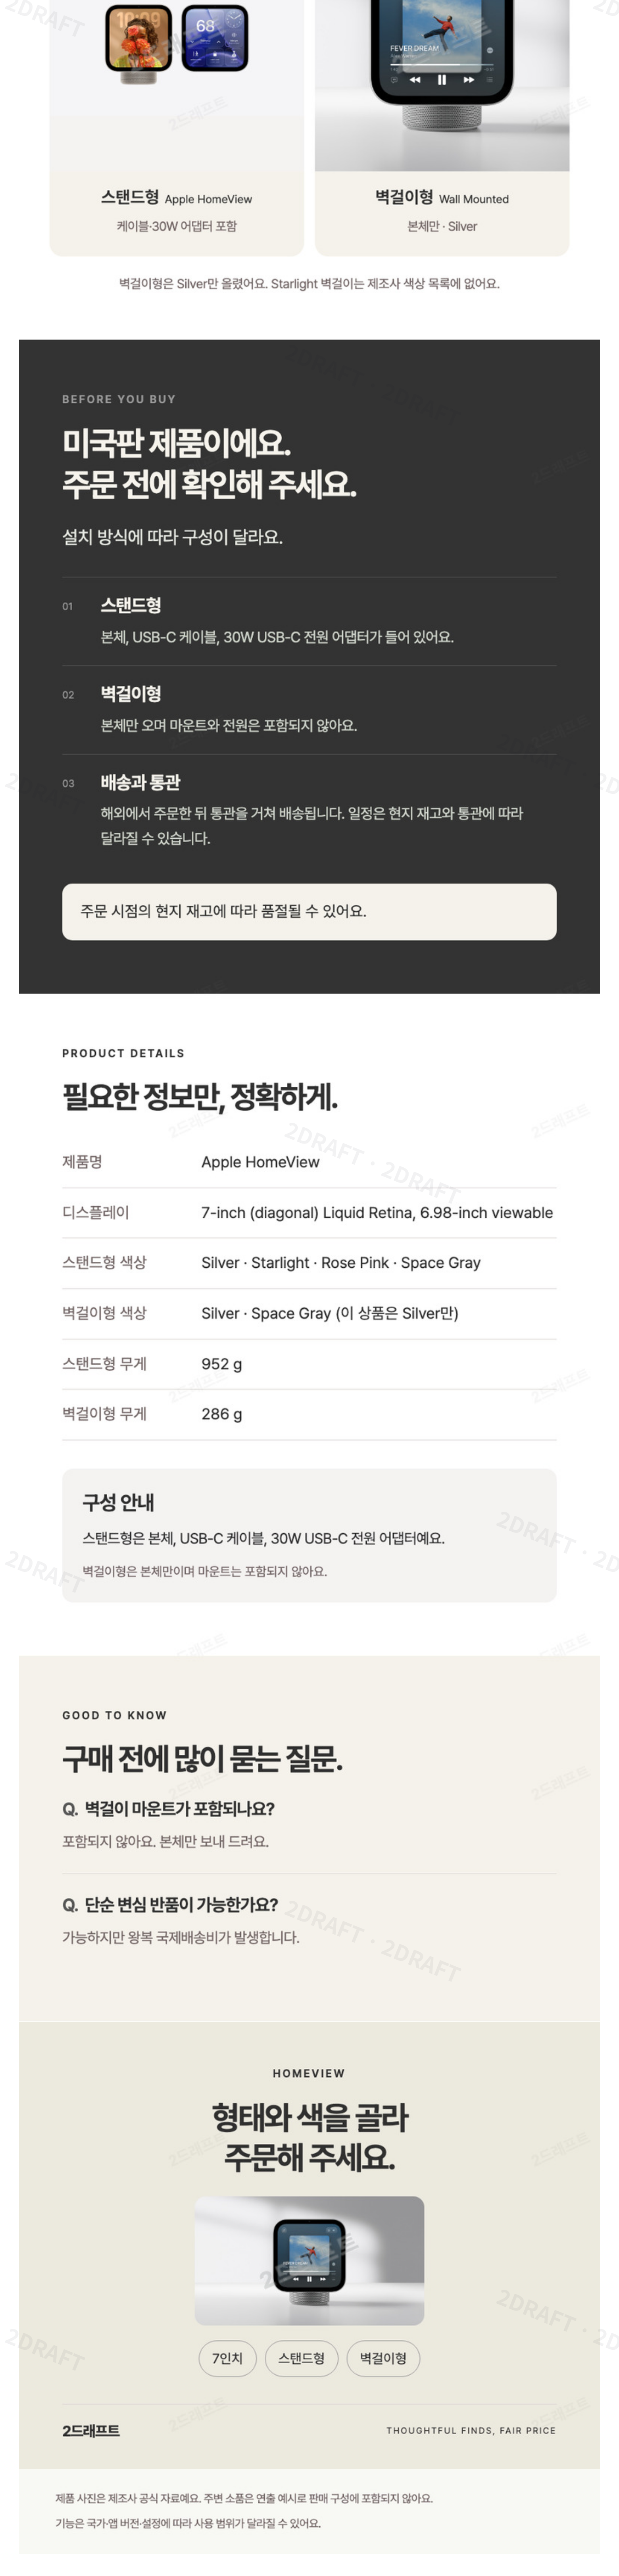 10:09
68
FEVER DREAM
스탠드형 Apple HomeView
케이블·30W 어댑터 포함
벽걸이형 Wall Mounted
본체만 · Silver
벽걸이형은 Silver만 올렸어요. Starlight 벽걸이는 제조사 색상 목록에 없어요.
BEFORE YOU BUY
미국판 제품이에요.
주문 전에 확인해 주세요.
설치 방식에 따라 구성이 달라요.
01 스탠드형
본체, USB-C 케이블, 30W USB-C 전원 어댑터가 들어 있어요.
02 벽걸이형
본체만 오며 마운트와 전원은 포함되지 않아요.
03 배송과 통관
해외에서 주문한 뒤 통관을 거쳐 배송됩니다. 일정은 현지 재고와 통관에 따라
달라질 수 있습니다.
주문 시점의 현지 재고에 따라 품절될 수 있어요.
PRODUCT DETAILS
필요한 정보만, 정확하게.
제품명 Apple HomeView
디스플레이 7-inch (diagonal) Liquid Retina, 6.98-inch viewable
스탠드형 색상 Silver · Starlight · Rose Pink · Space Gray
벽걸이형 색상 Silver · Space Gray (이 상품은 Silver만)
스탠드형 무게 952 g
벽걸이형 무게 286 g
구성 안내
스탠드형은 본체, USB-C 케이블, 30W USB-C 전원 어댑터예요.
벽걸이형은 본체만이며 마운트는 포함되지 않아요.
GOOD TO KNOW
구매 전에 많이 묻는 질문.
Q. 벽걸이 마운트가 포함되나요?
포함되지 않아요. 본체만 보내 드려요.
Q. 단순 변심 반품이 가능한가요?
가능하지만 왕복 국제배송비가 발생합니다.
HOMEVIEW
형태와 색을 골라
주문해 주세요.
7인치 스탠드형 벽걸이형
2드래프트 THOUGHTFUL FINDS, FAIR PRICE
제품 사진은 제조사 공식 자료예요. 주변 소품은 연출 예시로 판매 구성에 포함되지 않아요.
기능은 국가·앱 버전·설정에 따라 사용 범위가 달라질 수 있어요.
2DRAFT · 2DRAFT
2드래프트